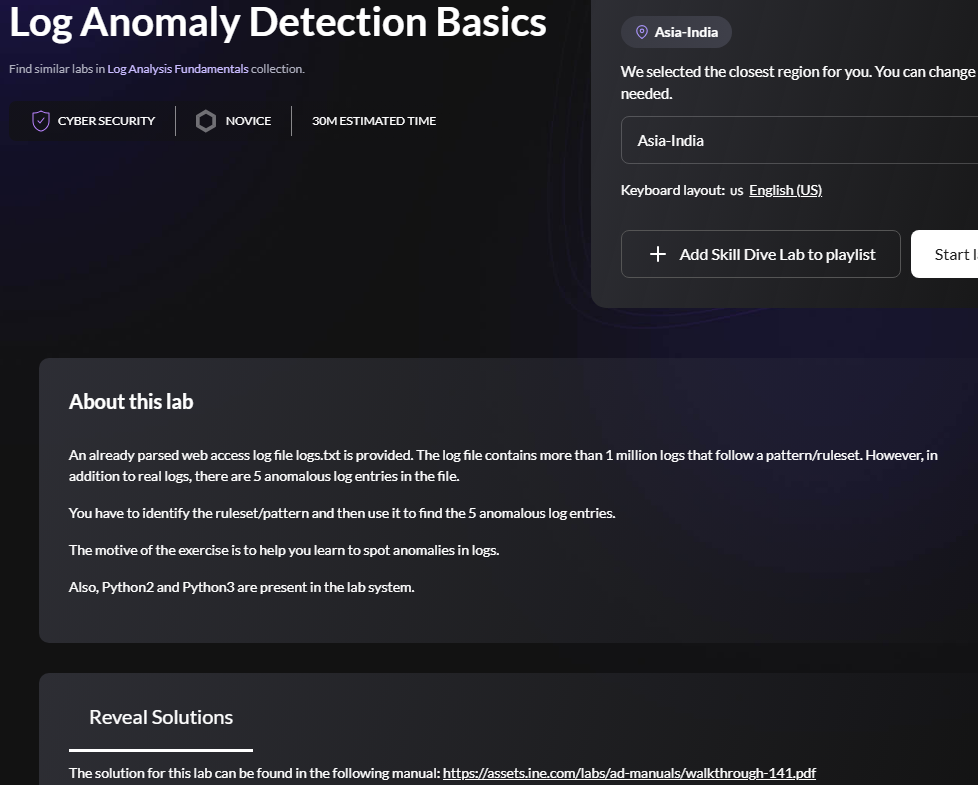 Log Anomaly Detection Basics
Find similar labs in Log Analysis Fundamentals collection.
CYBER SECURITY
NOVICE
30M ESTIMATED TIME
Asia-India
We selected the closest region for you. You can change
needed.
Asia-India
Keyboard layout: us English (US)
Add Skill Dive Lab to playlist
Start l
About this lab
An already parsed web access log file logs.txt is provided. The log file contains more than 1 million logs that follow a pattern/ruleset. However, in
addition to real logs, there are 5 anomalous log entries in the file.
You have to identify the ruleset/pattern and then use it to find the 5 anomalous log entries.
The motive of the exercise is to help you learn to spot anomalies in logs.
Also, Python2 and Python3 are present in the lab system.
Reveal Solutions
The solution for this lab can be found in the following manual: https://assets.ine.com/labs/ad-manuals/walkthrough-141.pdf